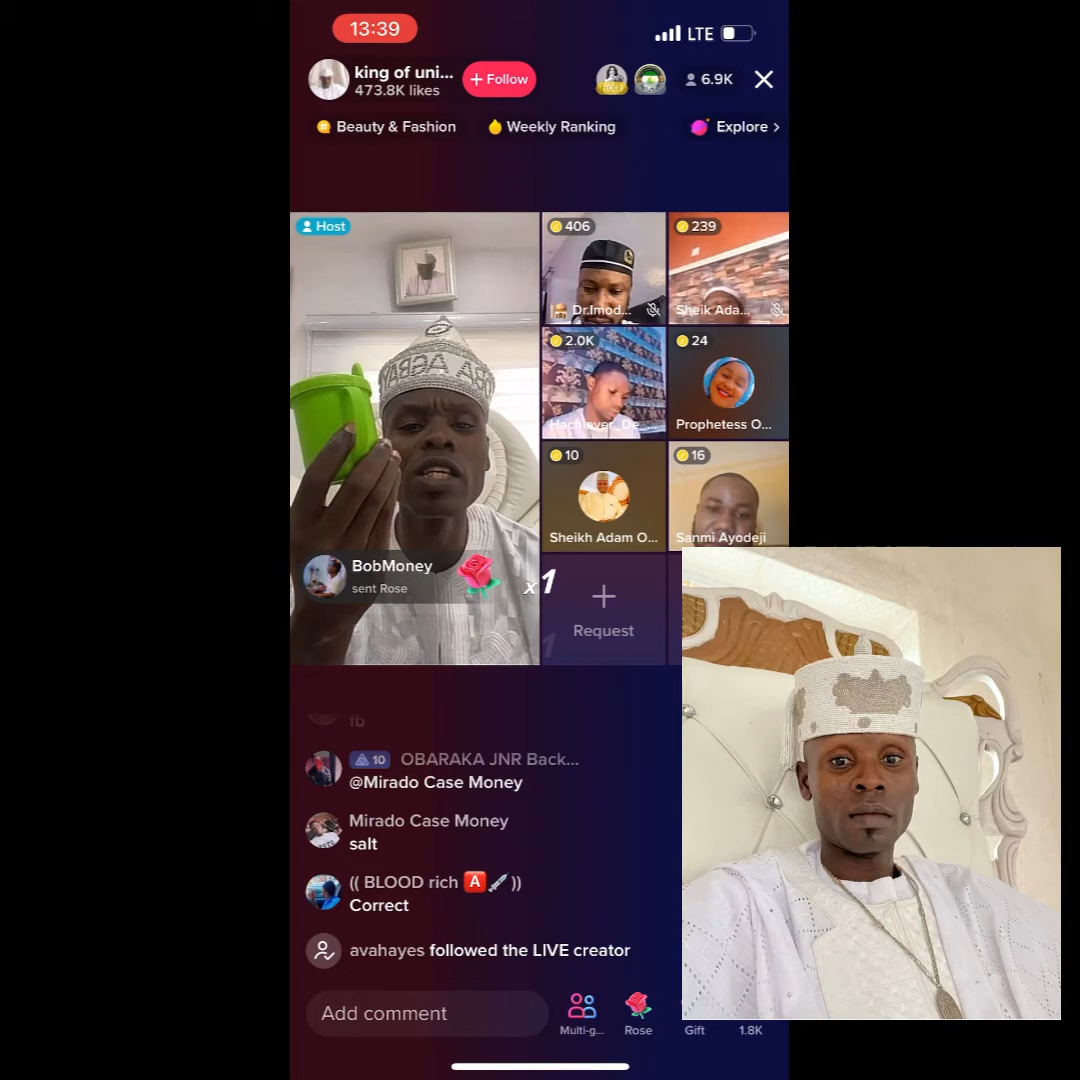 13:39
LTE
king of uni...
473.8K likes
+ Follow
6.9K
Beauty & Fashion
Weekly Ranking
Explore >
Host
406
Dr.Imod...
239
Sheik Ada...
2.0K
24
Prophetess O...
10
Sheikh Adam O...
16
Sanmi Ayodeji
BobMoney
sent Rose
x1
Request
fb
10 OBARAKA JNR Back...
@Mirado Case Money
Mirado Case Money
salt
(( BLOOD rich A ))
Correct
avahayes followed the LIVE creator
Add comment
Multi-g...
Rose
Gift
1.8K